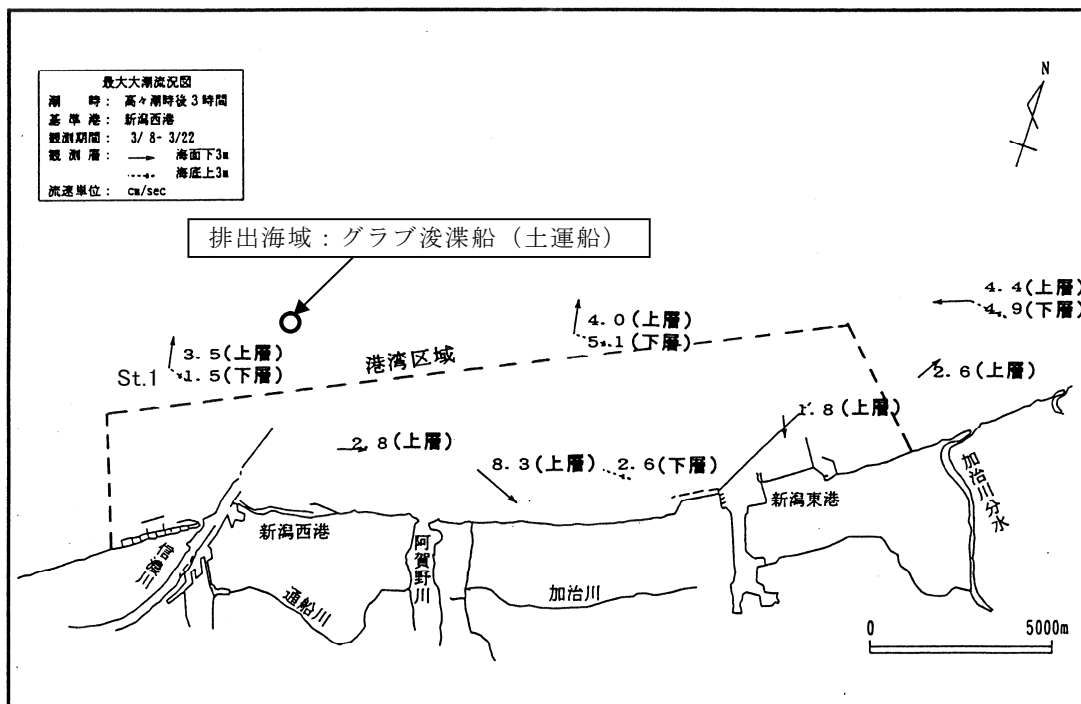 最大大潮流況図
潮　時： 高々潮時後3時間
基準港： 新潟西港
観測期間： 3/ 8- 3/22
観測層： 海面下3m
海底上3m
流速単位： cm/sec
N
排出海域：グラブ浚渫船（土運船）
4.4(上層)
4.9(下層)
4.0(上層)
5.1(下層)
3.5(上層)
St.1 1.5(下層)
港湾区域
2.6(上層)
1.8(上層)
2.8(上層)
8.3(上層)
2.6(下層)
新潟東港
加治川分水
新潟西港
信濃川
阿賀野川
通船川
加治川
0 5000m